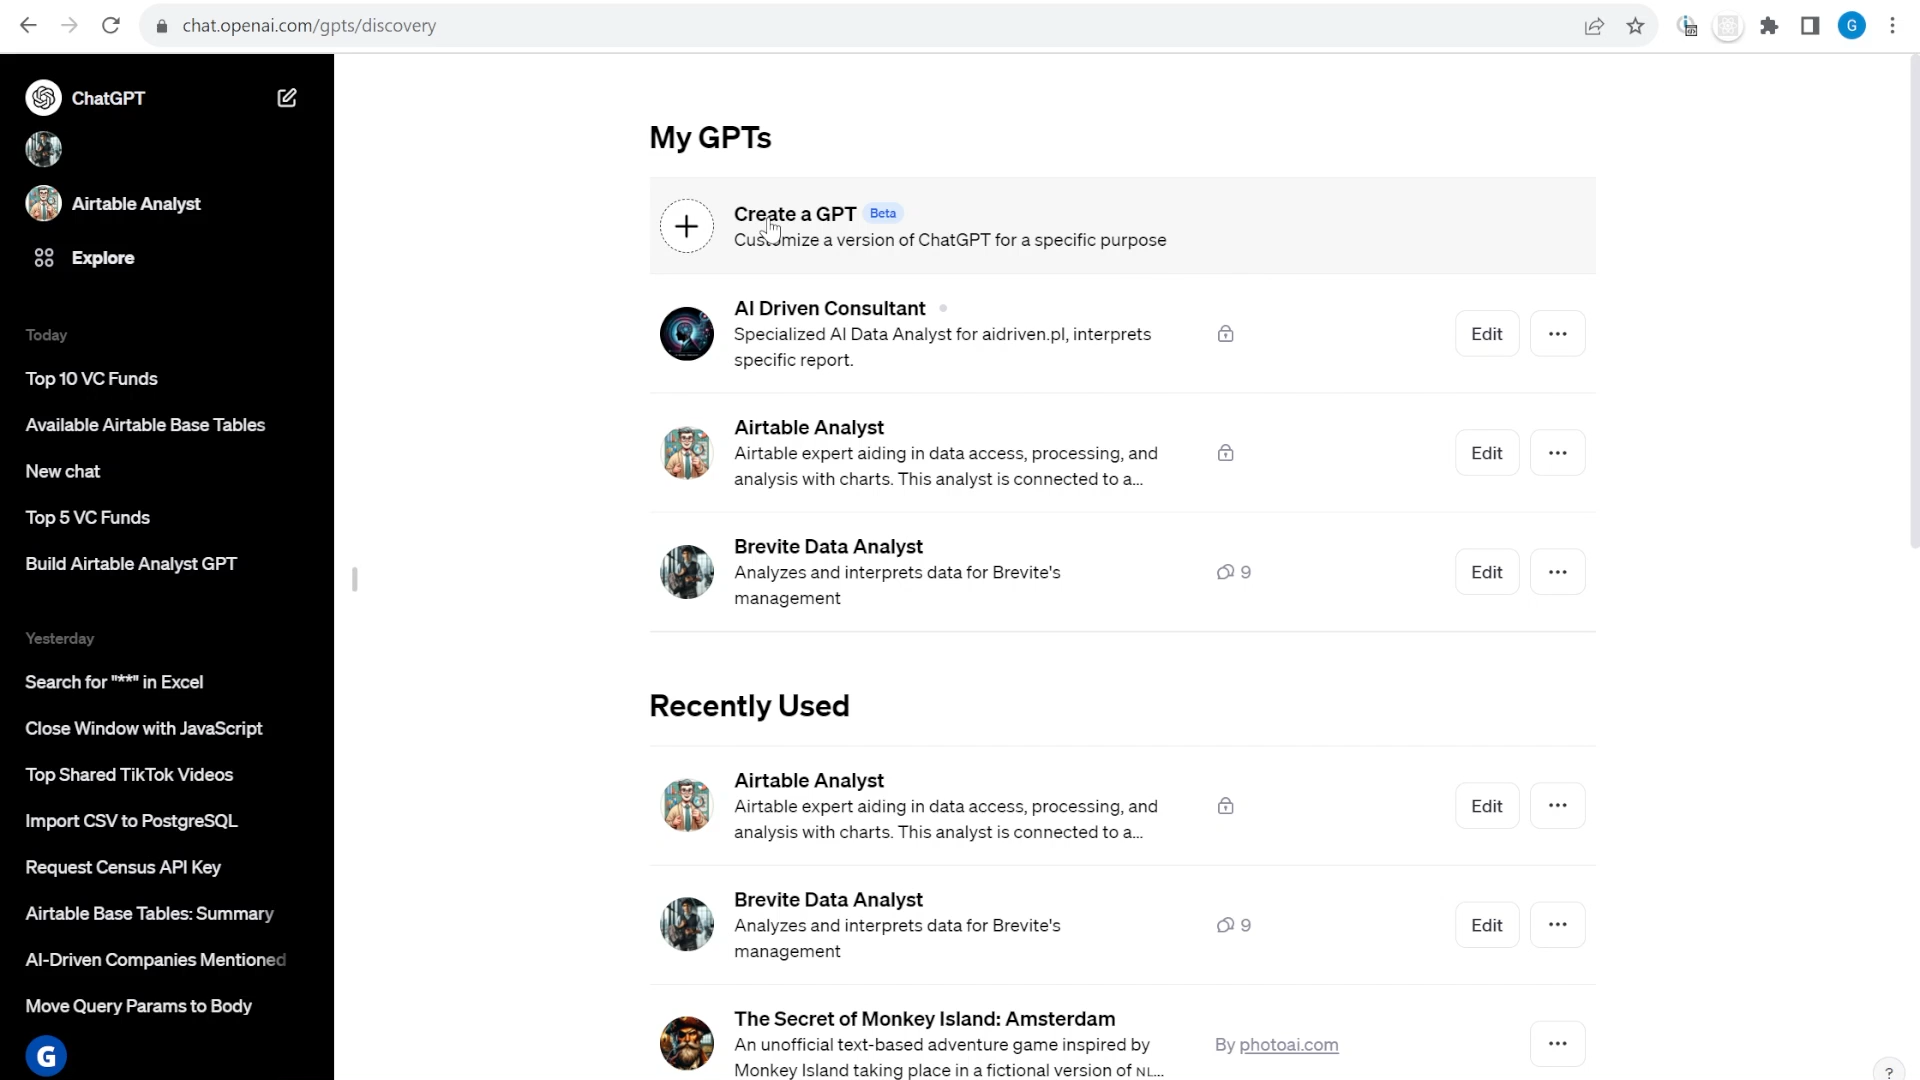 chat.openai.com/gpts/discovery
G
ChatGPT
Airtable Analyst
Explore
Today
Top 10 VC Funds
Available Airtable Base Tables
New chat
Top 5 VC Funds
Build Airtable Analyst GPT
Yesterday
Search for "**" in Excel
Close Window with JavaScript
Top Shared TikTok Videos
Import CSV to PostgreSQL
Request Census API Key
Airtable Base Tables: Summary
AI-Driven Companies Mentioned
Move Query Params to Body
G
My GPTs
Create a GPT Beta
Customize a version of ChatGPT for a specific purpose
AI Driven Consultant
Specialized AI Data Analyst for aidriven.pl, interprets
specific report.
Edit
Airtable Analyst
Airtable expert aiding in data access, processing, and
analysis with charts. This analyst is connected to a...
Edit
Brevite Data Analyst
Analyzes and interprets data for Brevite's
management
9
Edit
Recently Used
Airtable Analyst
Airtable expert aiding in data access, processing, and
analysis with charts. This analyst is connected to a...
Edit
Brevite Data Analyst
Analyzes and interprets data for Brevite's
management
9
Edit
The Secret of Monkey Island: Amsterdam
An unofficial text-based adventure game inspired by
Monkey Island taking place in a fictional version of NL...
By photoai.com
?